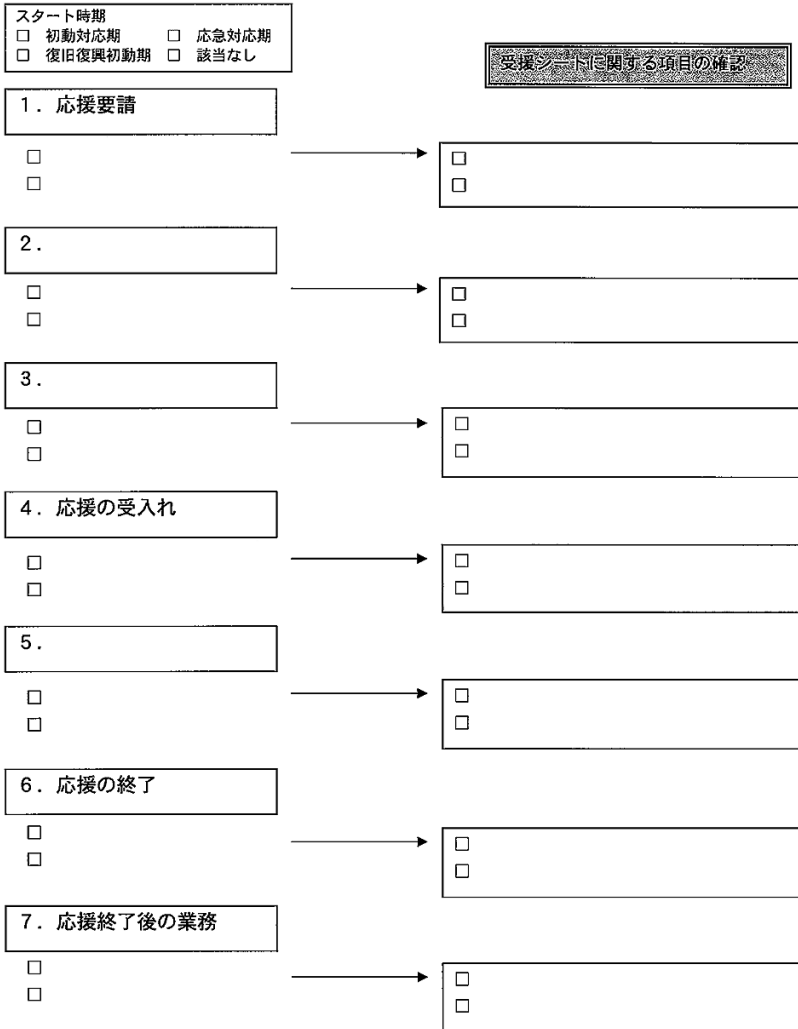 スタート時期
□ 初動対応期 □ 応急対応期
□ 復旧復興初動期 □ 該当なし
受援シートに関する項目の確認
1．応援要請
□ □
□ □
2．
□ □
□ □
3．
□ □
□ □
4．応援の受入れ
□ □
□ □
5．
□ □
□ □
6．応援の終了
□ □
□ □
7．応援終了後の業務
□ □
□ □